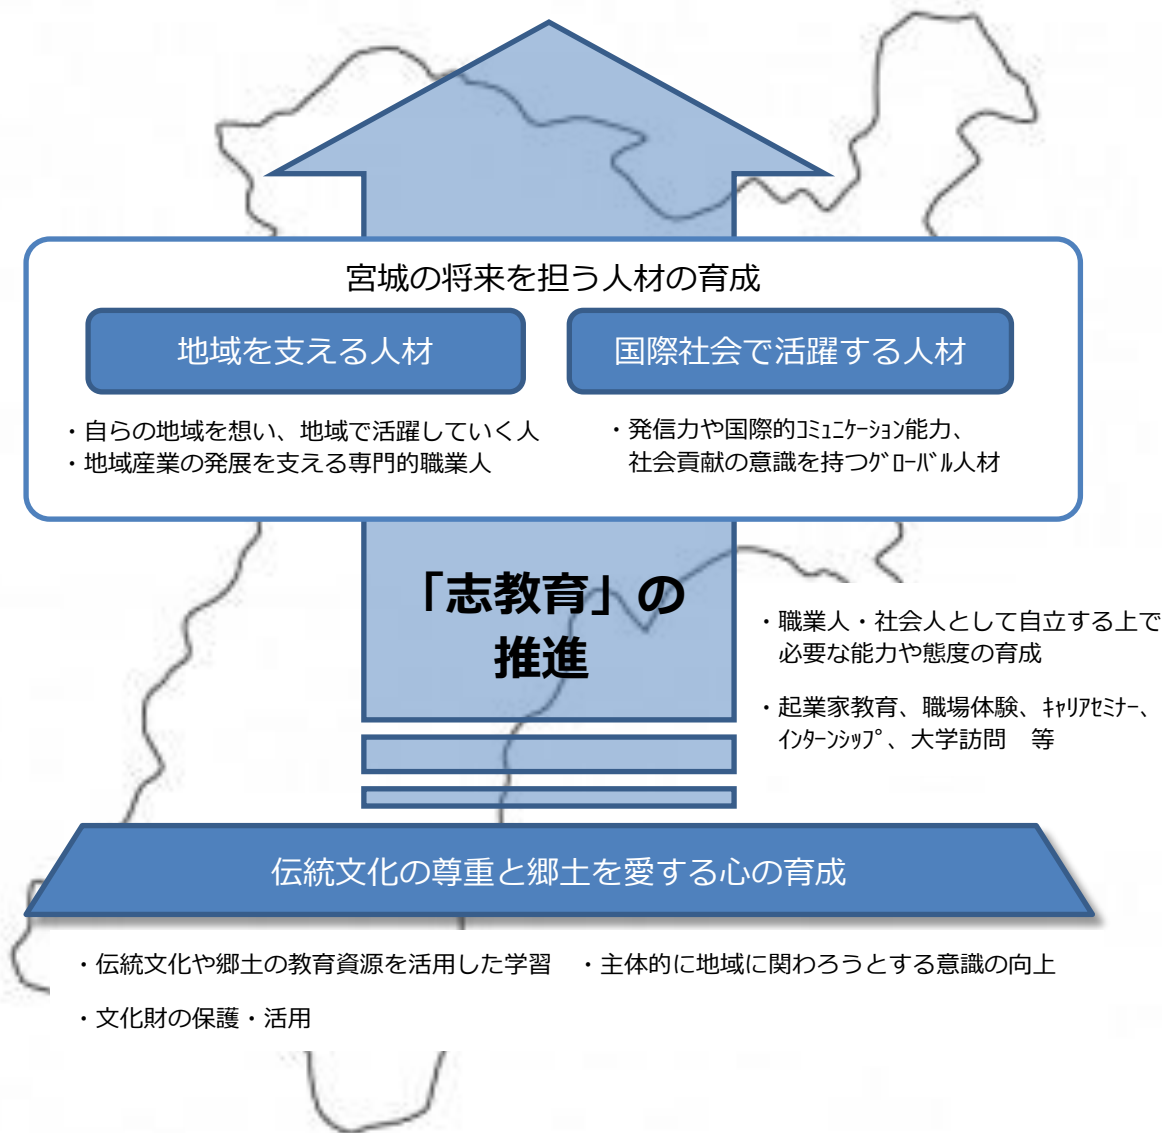 宮城の将来を担う人材の育成
地域を支える人材
国際社会で活躍する人材
・自らの地域を想い、地域で活躍していく人
・地域産業の発展を支える専門的職業人
・発信力や国際的ｺﾐｭﾆｹｰｼｮﾝ能力、
社会貢献の意識を持つｸﾞﾛｰﾊﾞﾙ人材
「志教育」の
推進
・職業人・社会人として自立する上で
必要な能力や態度の育成
・起業家教育、職場体験、ｷｬﾘｱｾﾐﾅｰ、
ｲﾝﾀｰﾝｼｯﾌﾟ、大学訪問　等
伝統文化の尊重と郷土を愛する心の育成
・伝統文化や郷土の教育資源を活用した学習　・主体的に地域に関わろうとする意識の向上
・文化財の保護・活用